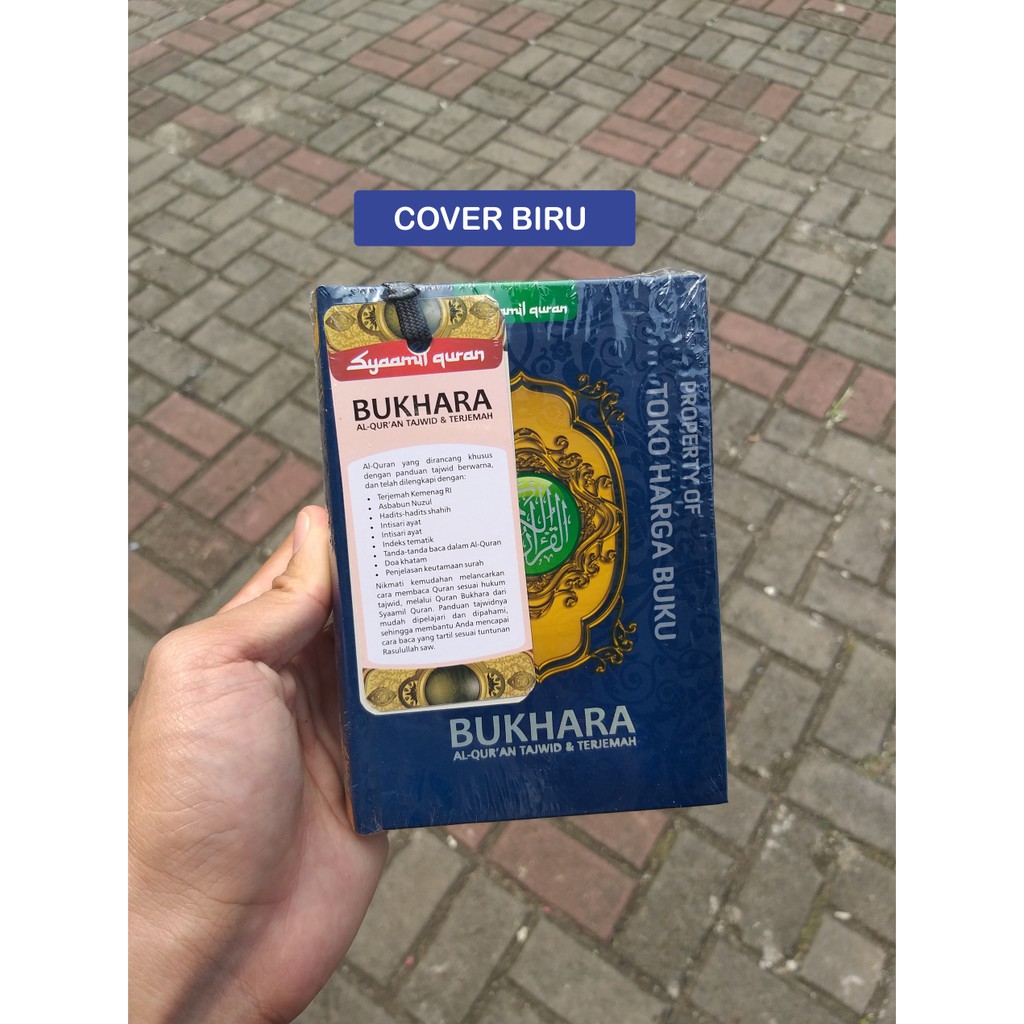 COVER BIRU
Syaamil quran
BUKHARA
AL-QUR'AN TAJWID & TERJEMAH
Al-Quran yang dirancang khusus
dengan panduan tajwid berwarna,
dan telah dilengkapi dengan:
• Terjemah Kemenag RI
• Asbabun Nuzul
• Hadits-hadits shahih
• Intisari ayat
• Intisari ayat
• Indeks tematik
• Tanda-tanda baca dalam Al-Quran
• Doa khatam
• Penjelasan keutamaan surah
Nikmati kemudahan melancarkan
cara membaca Quran sesuai hukum
tajwid, melalui Quran Bukhara dari
Syaamil Quran. Panduan tajwidnya
mudah dipelajari dan dipahami,
sehingga membantu Anda mencapai
cara baca yang tartil sesuai tuntunan
Rasulullah saw.
quran
PROPERTY OF
TOKO HARGA BUKU
BUKHARA
AL-QUR'AN TAJWID & TERJEMAH